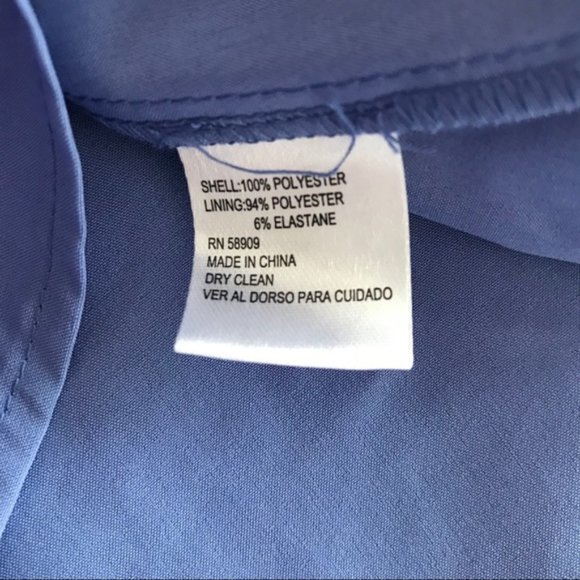 SHELL:100% POLYESTER
LINING:94% POLYESTER
6% ELASTANE
RN 58909
MADE IN CHINA
DRY CLEAN
VER AL DORSO PARA CUIDADO